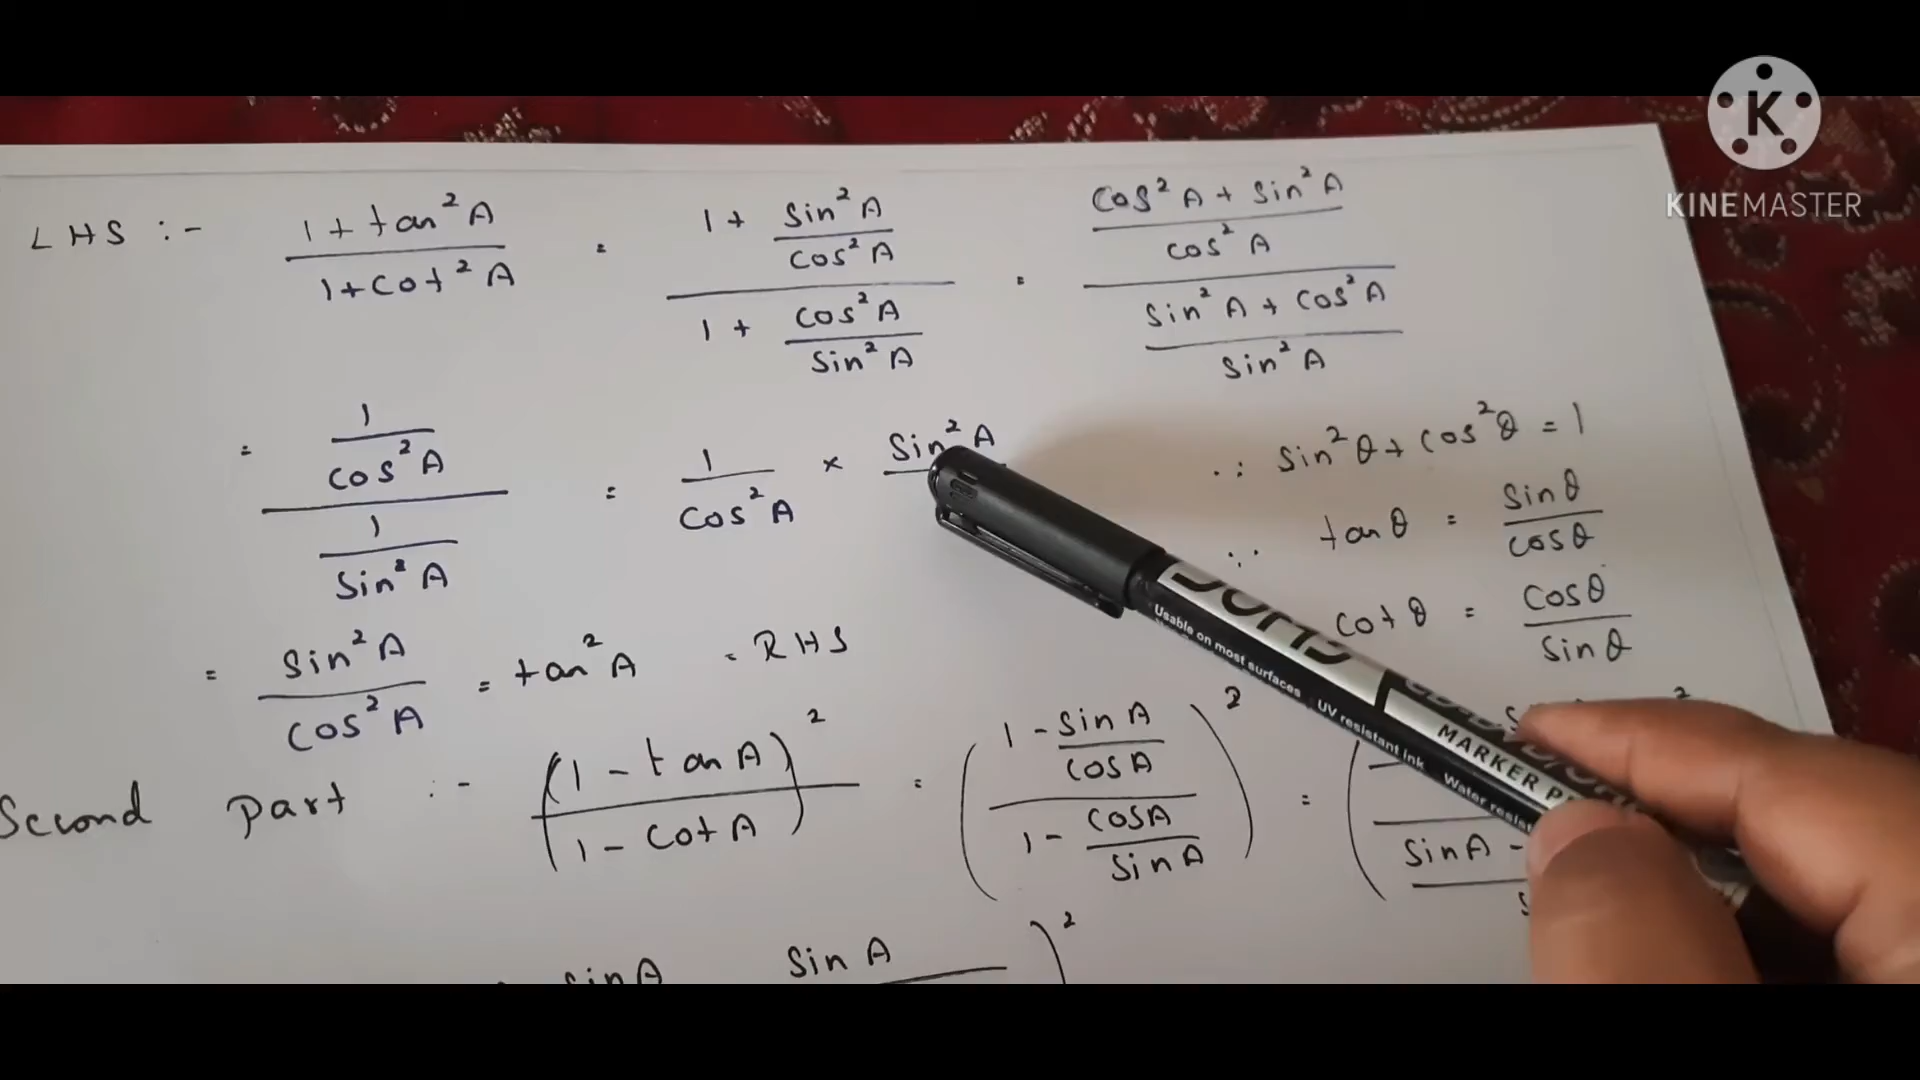 K
KINEMASTER
LHS :- (1 + tan²A)/(1 + cot²A) = (1 + sin²A/cos²A)/(1 + cos²A/sin²A) = ((cos²A + sin²A)/cos²A)/((sin²A + cos²A)/sin²A)
= (1/cos²A)/(1/sin²A) = 1/cos²A × sin²A
∵ sin²θ + cos²θ = 1
∵ tanθ = sinθ/cosθ
cotθ = cosθ/sinθ
= sin²A/cos²A = tan²A = RHS
Second Part :- ((1 - tanA)/(1 - cotA))² = ((1 - sinA/cosA)/(1 - cosA/sinA))² =
sinA -
sinA sinA
2
Usable on most surfaces · UV resistant ink · Water
MARKER